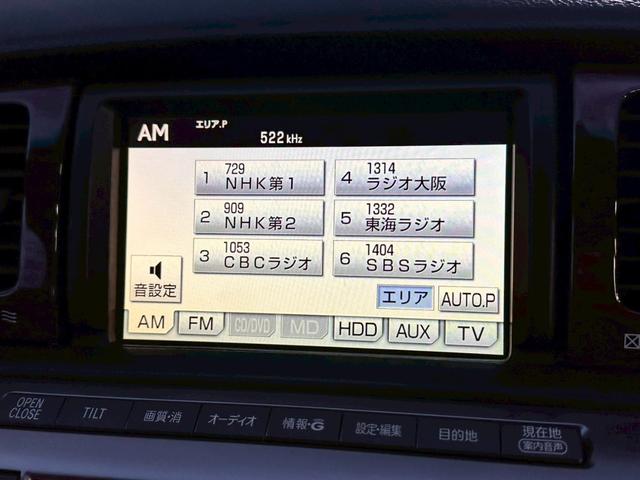 AM エリア.P 522 kHz
1 729 NHK第1
4 1314 ラジオ大阪
2 909 NHK第2
5 1332 東海ラジオ
3 1053 CBCラジオ
6 1404 SBSラジオ
音設定
エリア AUTO.P
AM FM CD/DVD MD HDD AUX TV
OPEN CLOSE TILT 画質・消 オーディオ 情報・G 設定・編集 目的地 現在地 案内音声